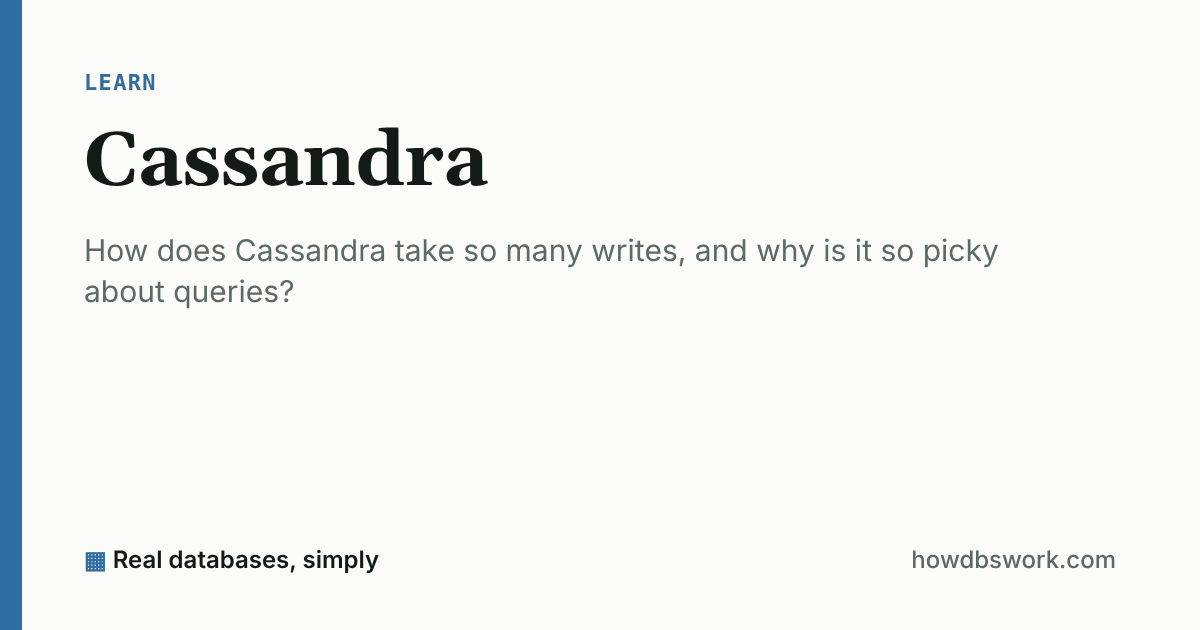 LEARN
Cassandra
How does Cassandra take so many writes, and why is it so picky
about queries?
Real databases, simply
howdbswork.com